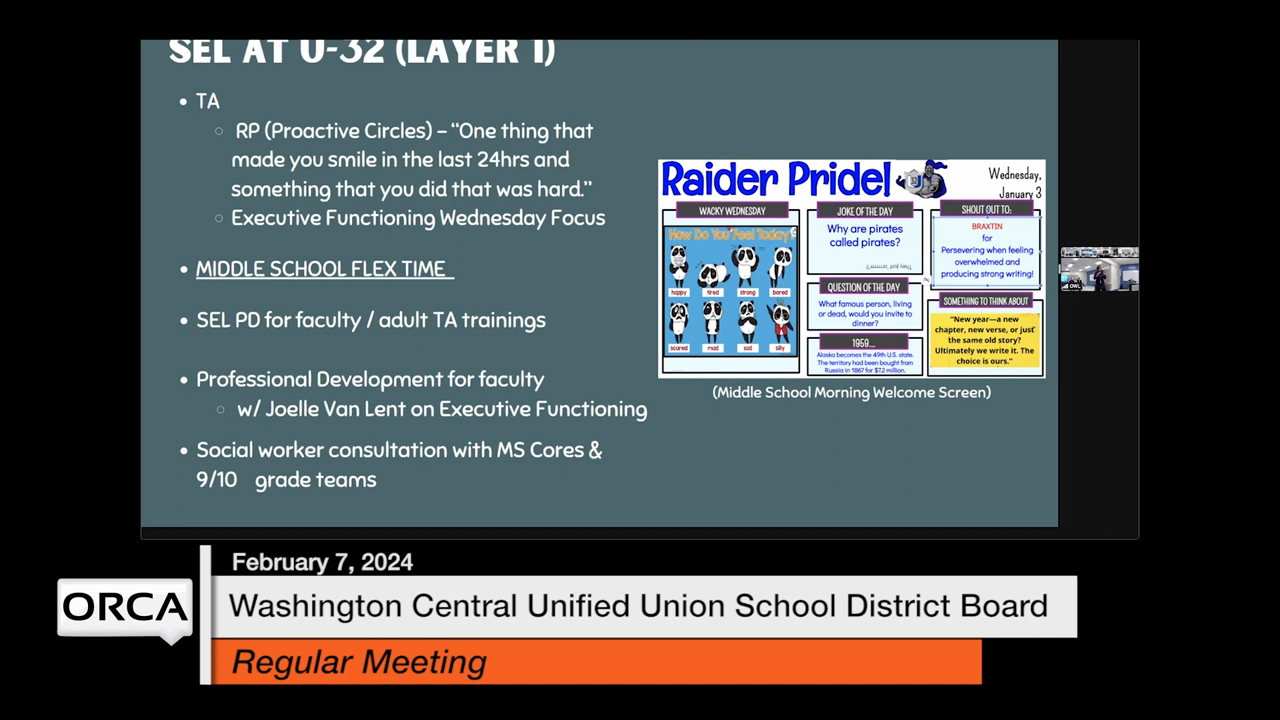 SEL AT U-32 (LAYER 1)
• TA
○ RP (Proactive Circles) – “One thing that
made you smile in the last 24hrs and
something that you did that was hard.”
○ Executive Functioning Wednesday Focus
• MIDDLE SCHOOL FLEX TIME
• SEL PD for faculty / adult TA trainings
• Professional Development for faculty
○ w/ Joelle Van Lent on Executive Functioning
• Social worker consultation with MS Cores &
9/10 grade teams
Raider Pride!
Wednesday,
January 3
WACKY WEDNESDAY
How Do You Feel Today?
happy tired strong bored
scared mad sad silly
JOKE OF THE DAY
Why are pirates
called pirates?
They just arrrrr!!
QUESTION OF THE DAY
What famous person, living
or dead, would you invite to
dinner?
1959...
Alaska becomes the 49th U.S. state.
The territory had been bought from
Russia in 1867 for $7.2 million.
SHOUT OUT TO:
BRAXTIN
for
Persevering when feeling
overwhelmed and
producing strong writing!
SOMETHING TO THINK ABOUT
"New year—a new
chapter, new verse, or just
the same old story?
Ultimately we write it. The
choice is ours."
(Middle School Morning Welcome Screen)
OWL
February 7, 2024
ORCA
Washington Central Unified Union School District Board
Regular Meeting